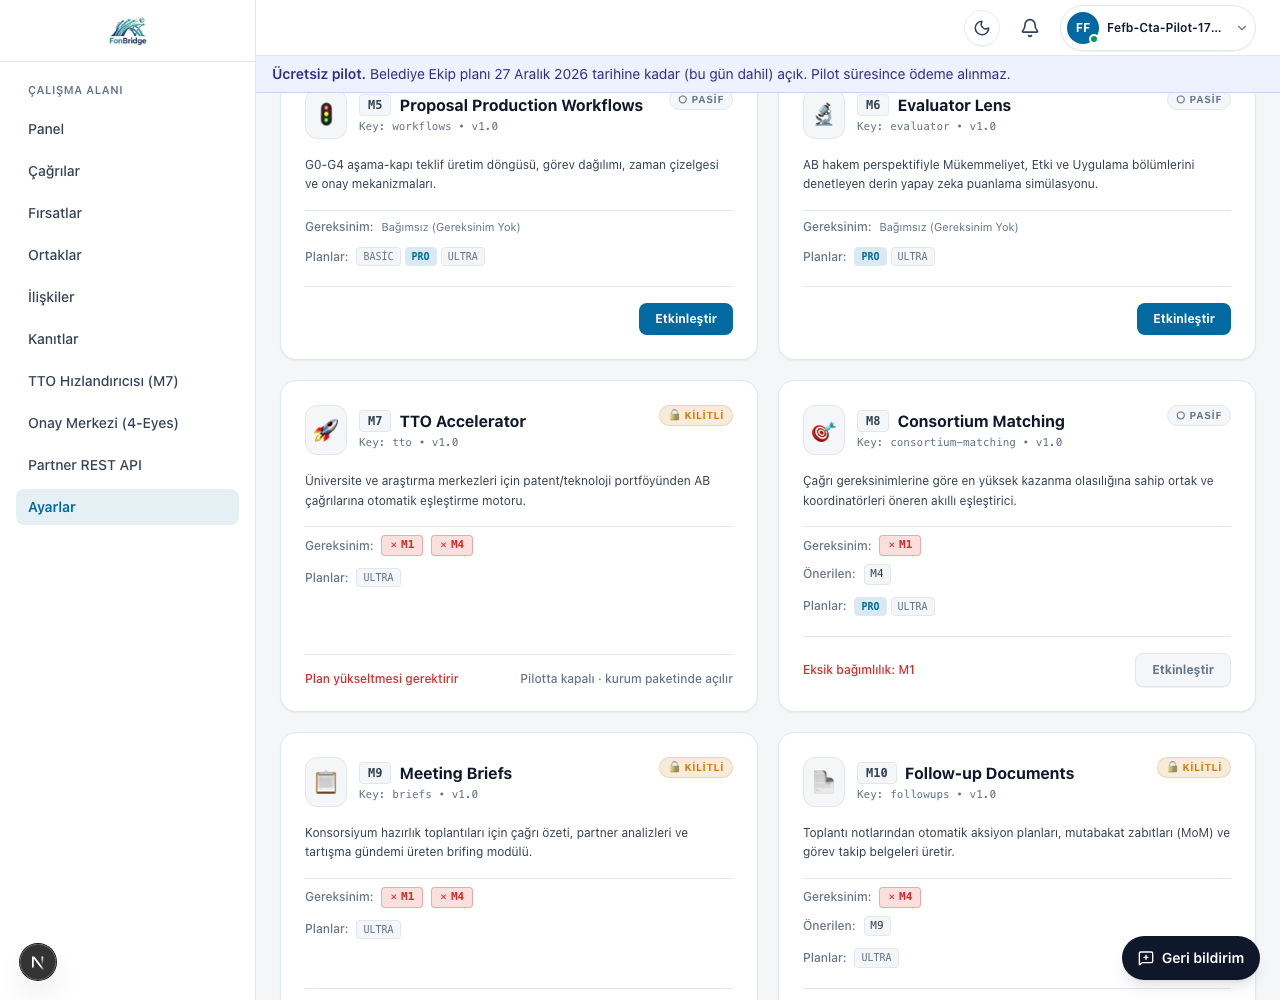 FonBridge
FF
Fefb-Cta-Pilot-17...
Ücretsiz pilot. Belediye Ekip planı 27 Aralık 2026 tarihine kadar (bu gün dahil) açık. Pilot süresince ödeme alınmaz.
ÇALIŞMA ALANI
Panel
Çağrılar
Fırsatlar
Ortaklar
İlişkiler
Kanıtlar
TTO Hızlandırıcısı (M7)
Onay Merkezi (4-Eyes)
Partner REST API
Ayarlar
N
M5 Proposal Production Workflows
PASİF
Key: workflows • v1.0
G0-G4 aşama-kapı teklif üretim döngüsü, görev dağılımı, zaman çizelgesi
ve onay mekanizmaları.
Gereksinim: Bağımsız (Gereksinim Yok)
Planlar: BASİC PRO ULTRA
Etkinleştir
M6 Evaluator Lens
PASİF
Key: evaluator • v1.0
AB hakem perspektifiyle Mükemmeliyet, Etki ve Uygulama bölümlerini
denetleyen derin yapay zeka puanlama simülasyonu.
Gereksinim: Bağımsız (Gereksinim Yok)
Planlar: PRO ULTRA
Etkinleştir
M7 TTO Accelerator
KİLİTLİ
Key: tto • v1.0
Üniversite ve araştırma merkezleri için patent/teknoloji portföyünden AB
çağrılarına otomatik eşleştirme motoru.
Gereksinim: × M1 × M4
Planlar: ULTRA
Plan yükseltmesi gerektirir
Pilotta kapalı · kurum paketinde açılır
M8 Consortium Matching
PASİF
Key: consortium-matching • v1.0
Çağrı gereksinimlerine göre en yüksek kazanma olasılığına sahip ortak ve
koordinatörleri öneren akıllı eşleştirici.
Gereksinim: × M1
Önerilen: M4
Planlar: PRO ULTRA
Eksik bağımlılık: M1
Etkinleştir
M9 Meeting Briefs
KİLİTLİ
Key: briefs • v1.0
Konsorsiyum hazırlık toplantıları için çağrı özeti, partner analizleri ve
tartışma gündemi üreten brifing modülü.
Gereksinim: × M1 × M4
Planlar: ULTRA
M10 Follow-up Documents
KİLİTLİ
Key: followups • v1.0
Toplantı notlarından otomatik aksiyon planları, mutabakat zabıtları (MoM) ve
görev takip belgeleri üretir.
Gereksinim: × M4
Önerilen: M9
Planlar: ULTRA
Geri bildirim